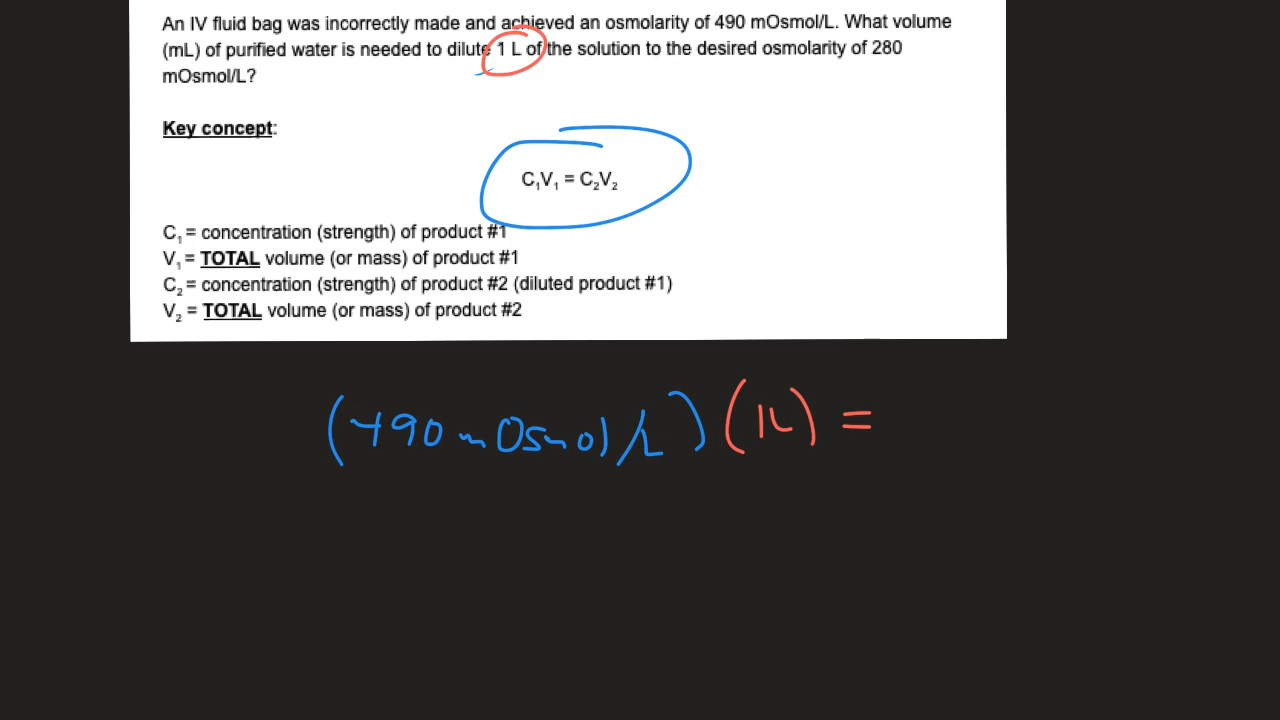 An IV fluid bag was incorrectly made and achieved an osmolarity of 490 mOsmol/L. What volume
(mL) of purified water is needed to dilute 1 L of the solution to the desired osmolarity of 280
mOsmol/L?
Key concept:
C₁V₁ = C₂V₂
C₁ = concentration (strength) of product #1
V₁ = TOTAL volume (or mass) of product #1
C₂ = concentration (strength) of product #2 (diluted product #1)
V₂ = TOTAL volume (or mass) of product #2
(490 mOsmol/L) (1L) =